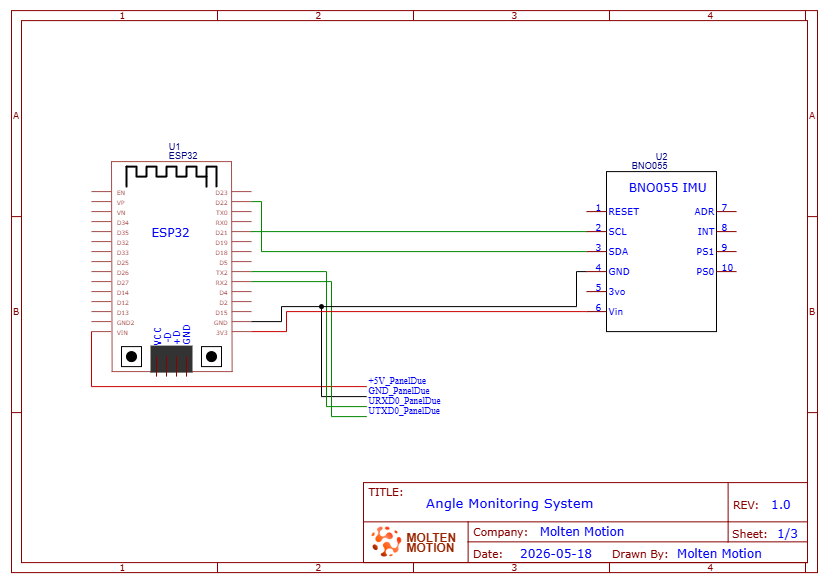 1 2 3 4
A A
U1
ESP32
U2
BNO055
EN D23
VP D22
VN TX0
D34 RX0
D35 D21
D32 D19
D33 D18
D25 D5
D26 TX2
D27 RX2
D14 D4
D12 D2
D13 D15
GND2 GND
VIN 3V3
ESP32
VCC
-D
+D
GND
BNO055 IMU
1 RESET ADR 7
2 SCL INT 8
3 SDA PS1 9
4 GND PS0 10
5 3vo
6 Vin
B B
+5V_PanelDue
GND_PanelDue
URXD0_PanelDue
UTXD0_PanelDue
TITLE:
Angle Monitoring System
REV: 1.0
MOLTEN
MOTION
Company: Molten Motion
Sheet: 1/3
Date: 2026-05-18 Drawn By: Molten Motion
1 2 3 4